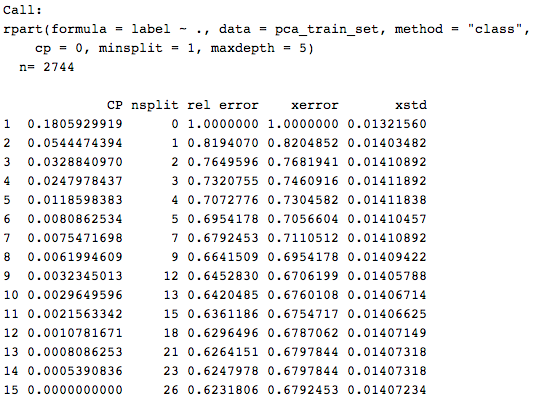 Call:
rpart(formula = label ~ ., data = pca_train_set, method = "class",
    cp = 0, minsplit = 1, maxdepth = 5)
  n= 2744
             CP nsplit rel error    xerror       xstd
1  0.1805929919      0 1.0000000 1.0000000 0.01321560
2  0.0544474394      1 0.8194070 0.8204852 0.01403482
3  0.0328840970      2 0.7649596 0.7681941 0.01410892
4  0.0247978437      3 0.7320755 0.7460916 0.01411892
5  0.0118598383      4 0.7072776 0.7304582 0.01411838
6  0.0080862534      5 0.6954178 0.7056604 0.01410457
7  0.0075471698      7 0.6792453 0.7110512 0.01410892
8  0.0061994609      9 0.6641509 0.6954178 0.01409422
9  0.0032345013     12 0.6452830 0.6706199 0.01405788
10 0.0029649596     13 0.6420485 0.6760108 0.01406714
11 0.0021563342     15 0.6361186 0.6754717 0.01406625
12 0.0010781671     18 0.6296496 0.6787062 0.01407149
13 0.0008086253     21 0.6264151 0.6797844 0.01407318
14 0.0005390836     23 0.6247978 0.6797844 0.01407318
15 0.0000000000     26 0.6231806 0.6792453 0.01407234